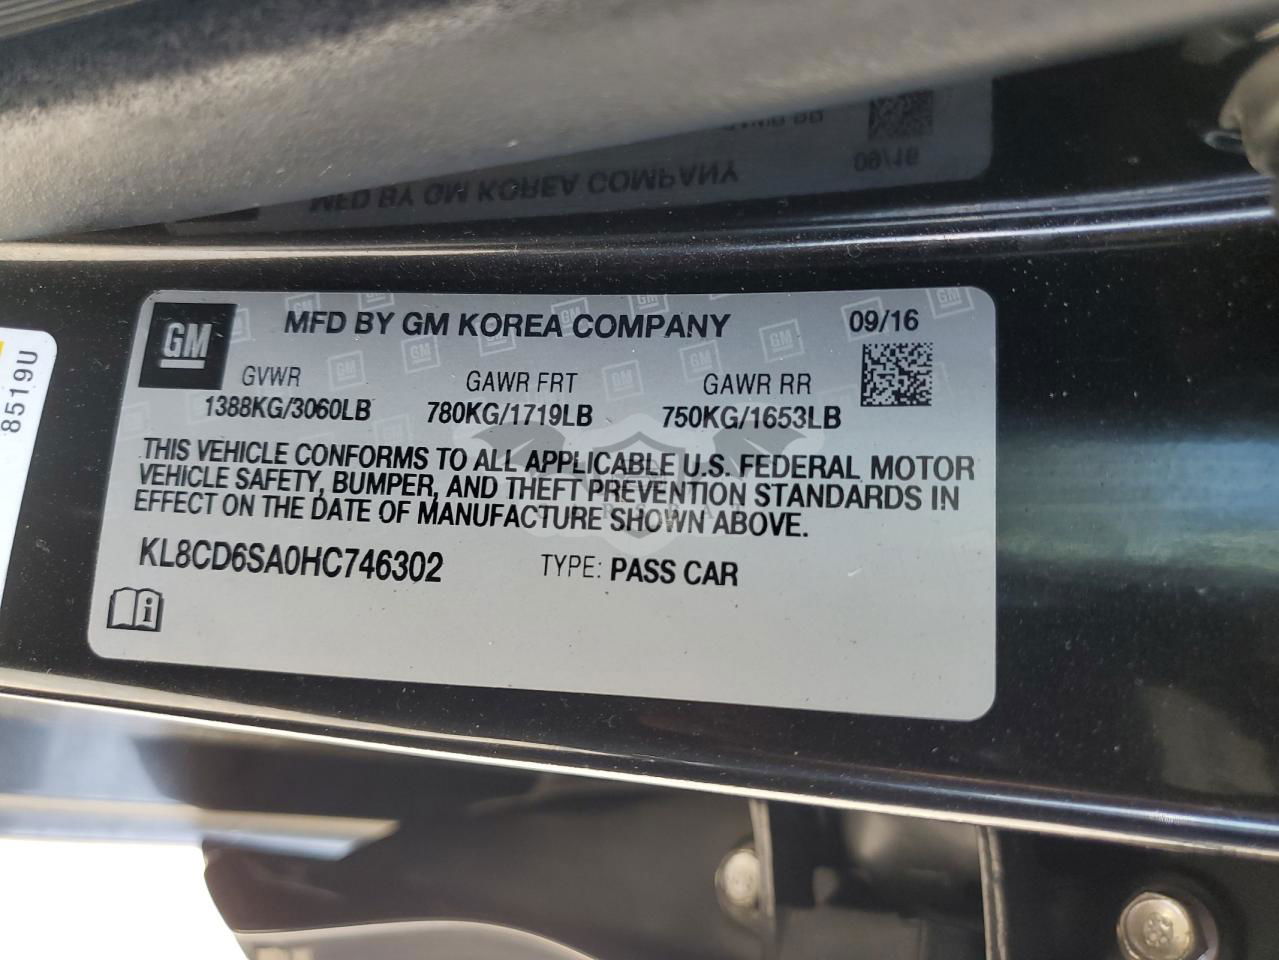 MFD BY GM KOREA COMPANY
09/16
GM
GVWR
GAWR FRT
GAWR RR
1388KG/3060LB
780KG/1719LB
750KG/1653LB
THIS VEHICLE CONFORMS TO ALL APPLICABLE U.S. FEDERAL MOTOR
VEHICLE SAFETY, BUMPER, AND THEFT PREVENTION STANDARDS IN
EFFECT ON THE DATE OF MANUFACTURE SHOWN ABOVE.
KL8CD6SA0HC746302
TYPE: PASS CAR
8519U